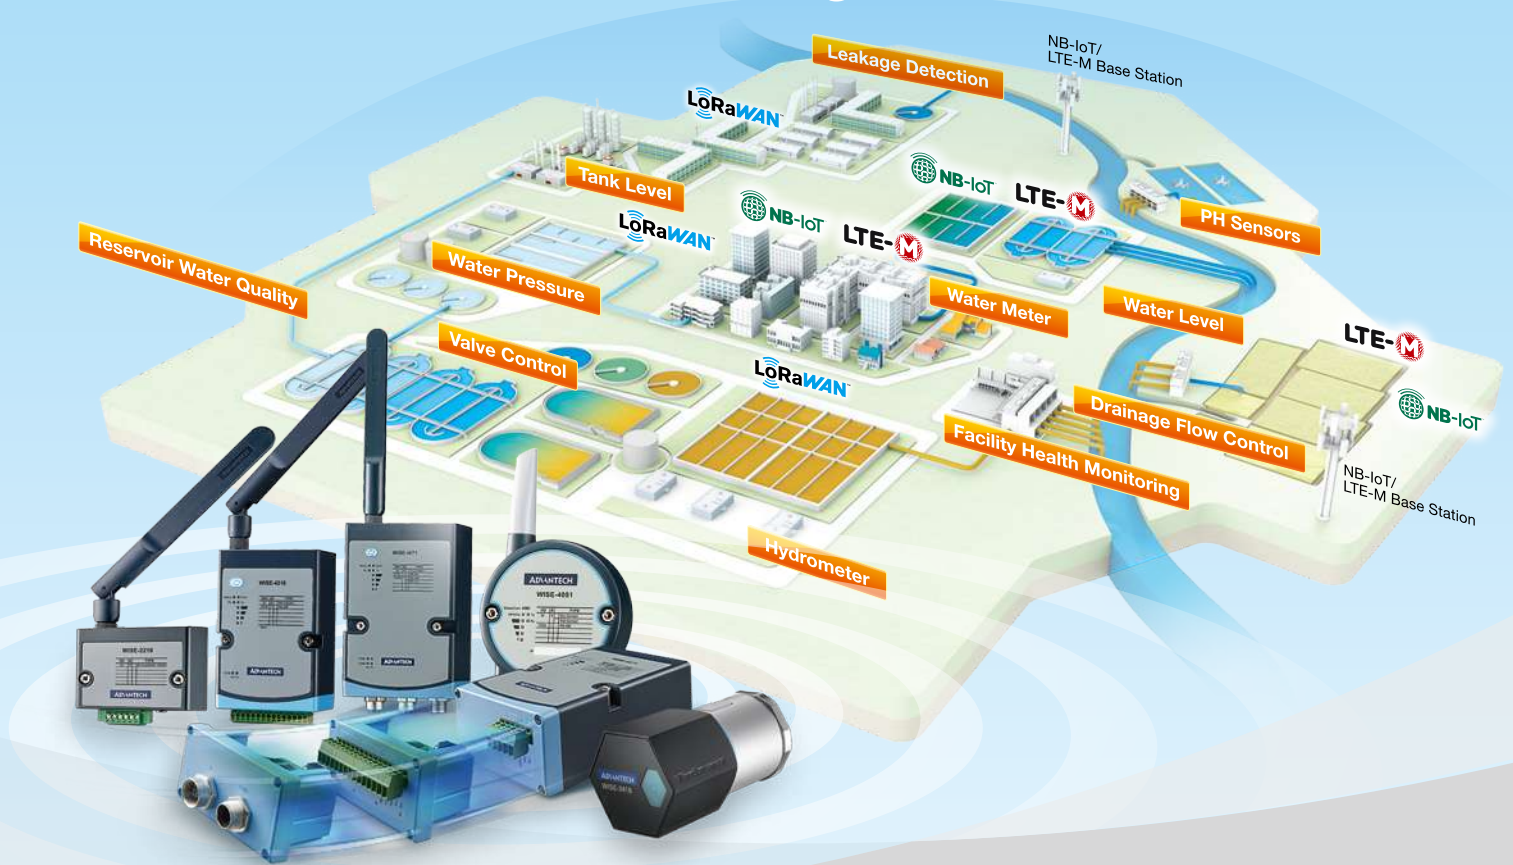 Leakage Detection
NB-IoT/
LTE-M Base Station
LoRaWAN
Tank Level
NB-IoT
LTE-M
PH Sensors
NB-IoT
LTE-M
LoRaWAN
Reservoir Water Quality
Water Pressure
Water Meter
Water Level
Valve Control
LTE-M
LoRaWAN
NB-IoT
Drainage Flow Control
Facility Health Monitoring
NB-IoT/
LTE-M Base Station
Hydrometer
ADVANTECH
WISE-4051
ADVANTECH
ADVANTECH
ADVANTECH
ADVANTECH